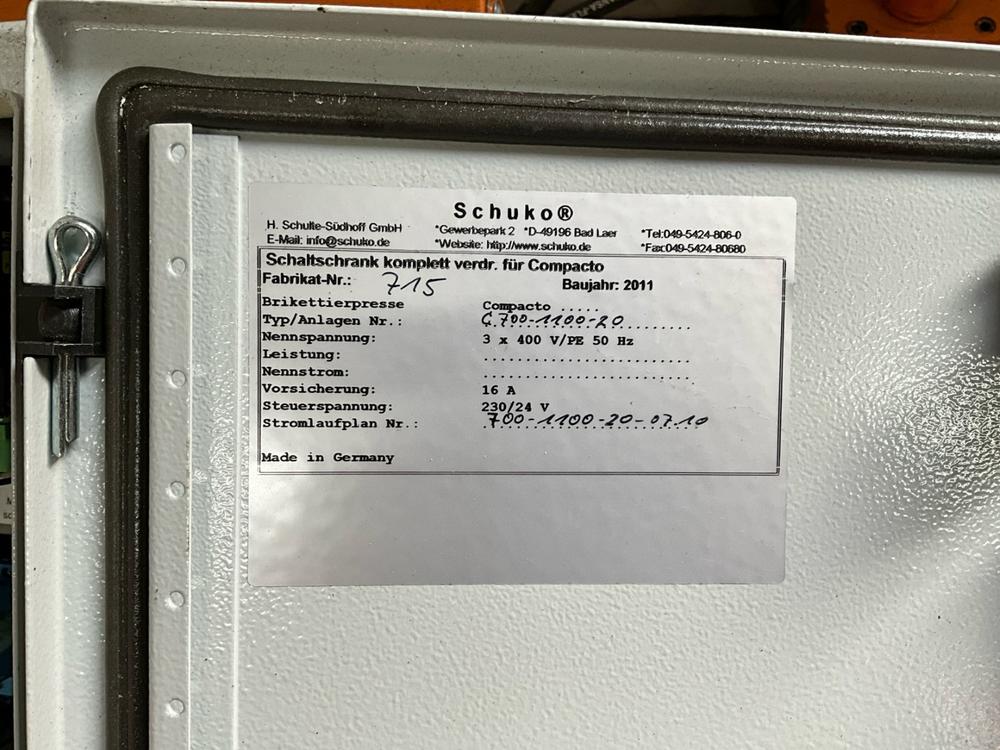 Schuko®
H. Schulte-Südhoff GmbH *Gewerbepark 2 *D-49196 Bad Laer *Tel:049-5424-806-0
E-Mail: info@schuko.de *Website: http://www.schuko.de *Fax:049-5424-80680
Schaltschrank komplett verdr. für Compacto
Fabrikat-Nr.: 715 Baujahr: 2011
Brikettierpresse Compacto .....
Typ/Anlagen Nr.: C 700-1100-20
Nennspannung: 3 x 400 V/PE 50 Hz
Leistung: ..........................
Nennstrom: ..........................
Vorsicherung: 16 A
Steuerspannung: 230/24 V
Stromlaufplan Nr.: 700-1100-20-07.10
Made in Germany